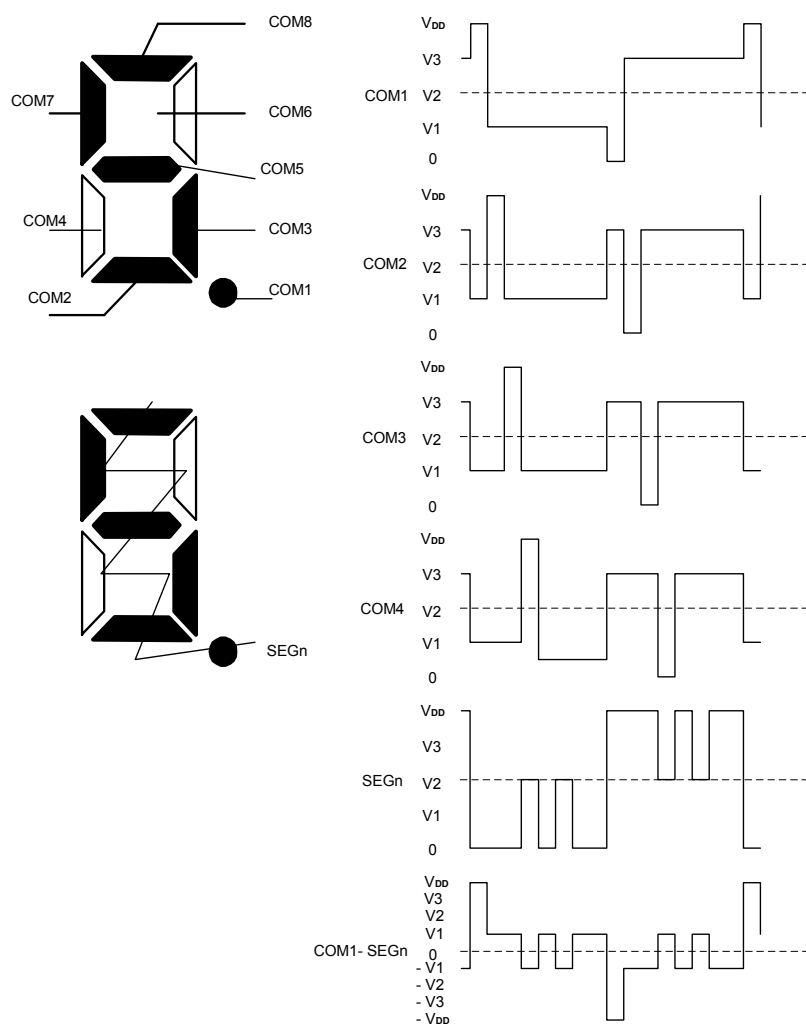 COM8
COM7
COM6
COM5
COM4
COM3
COM2
COM1
SEGn
VDD
V3
COM1 V2
V1
0
VDD
V3
COM2 V2
V1
0
VDD
V3
COM3 V2
V1
0
VDD
V3
COM4 V2
V1
0
VDD
V3
SEGn V2
V1
0
VDD
V3
V2
V1
COM1- SEGn 0
- V1
- V2
- V3
- VDD